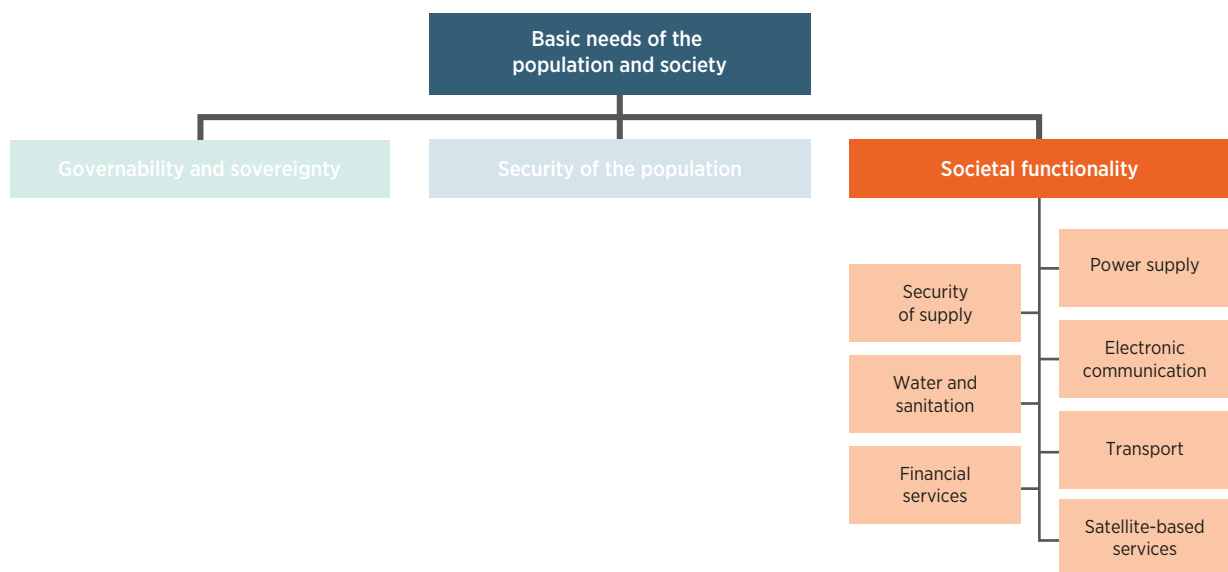 Basic needs of the
population and society
Governability and sovereignty
Security of the population
Societal functionality
Security
of supply
Water and
sanitation
Financial
services
Power supply
Electronic
communication
Transport
Satellite-based
services